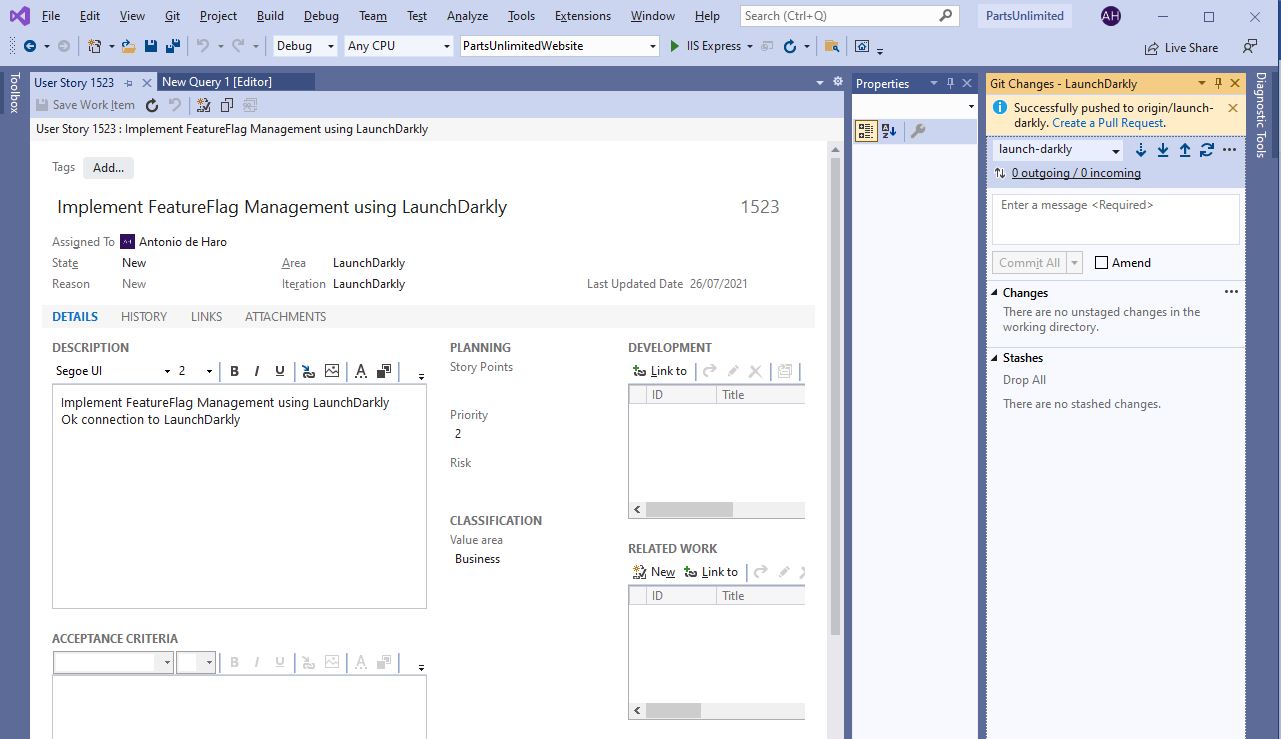 File Edit View Git Project Build Debug Team Test Analyze Tools Extensions Window Help Search (Ctrl+Q) PartsUnlimited AH
Debug Any CPU PartsUnlimitedWebsite IIS Express Live Share
Toolbox
User Story 1523 New Query 1 [Editor]
Save Work Item
User Story 1523 : Implement FeatureFlag Management using LaunchDarkly
Tags Add...
Implement FeatureFlag Management using LaunchDarkly 1523
Assigned To AH Antonio de Haro
State New Area LaunchDarkly
Reason New Iteration LaunchDarkly Last Updated Date 26/07/2021
DETAILS HISTORY LINKS ATTACHMENTS
DESCRIPTION
Segoe UI 2 B I U A
Implement FeatureFlag Management using LaunchDarkly
Ok connection to LaunchDarkly
ACCEPTANCE CRITERIA
B I U A
PLANNING
Story Points
Priority
2
Risk
CLASSIFICATION
Value area
Business
DEVELOPMENT
Link to
ID Title
RELATED WORK
New Link to
ID Title
Properties
Git Changes - LaunchDarkly
Successfully pushed to origin/launch-
darkly. Create a Pull Request.
launch-darkly
0 outgoing / 0 incoming
Enter a message <Required>
Commit All Amend
Changes
There are no unstaged changes in the
working directory.
Stashes
Drop All
There are no stashed changes.
Diagnostic Tools